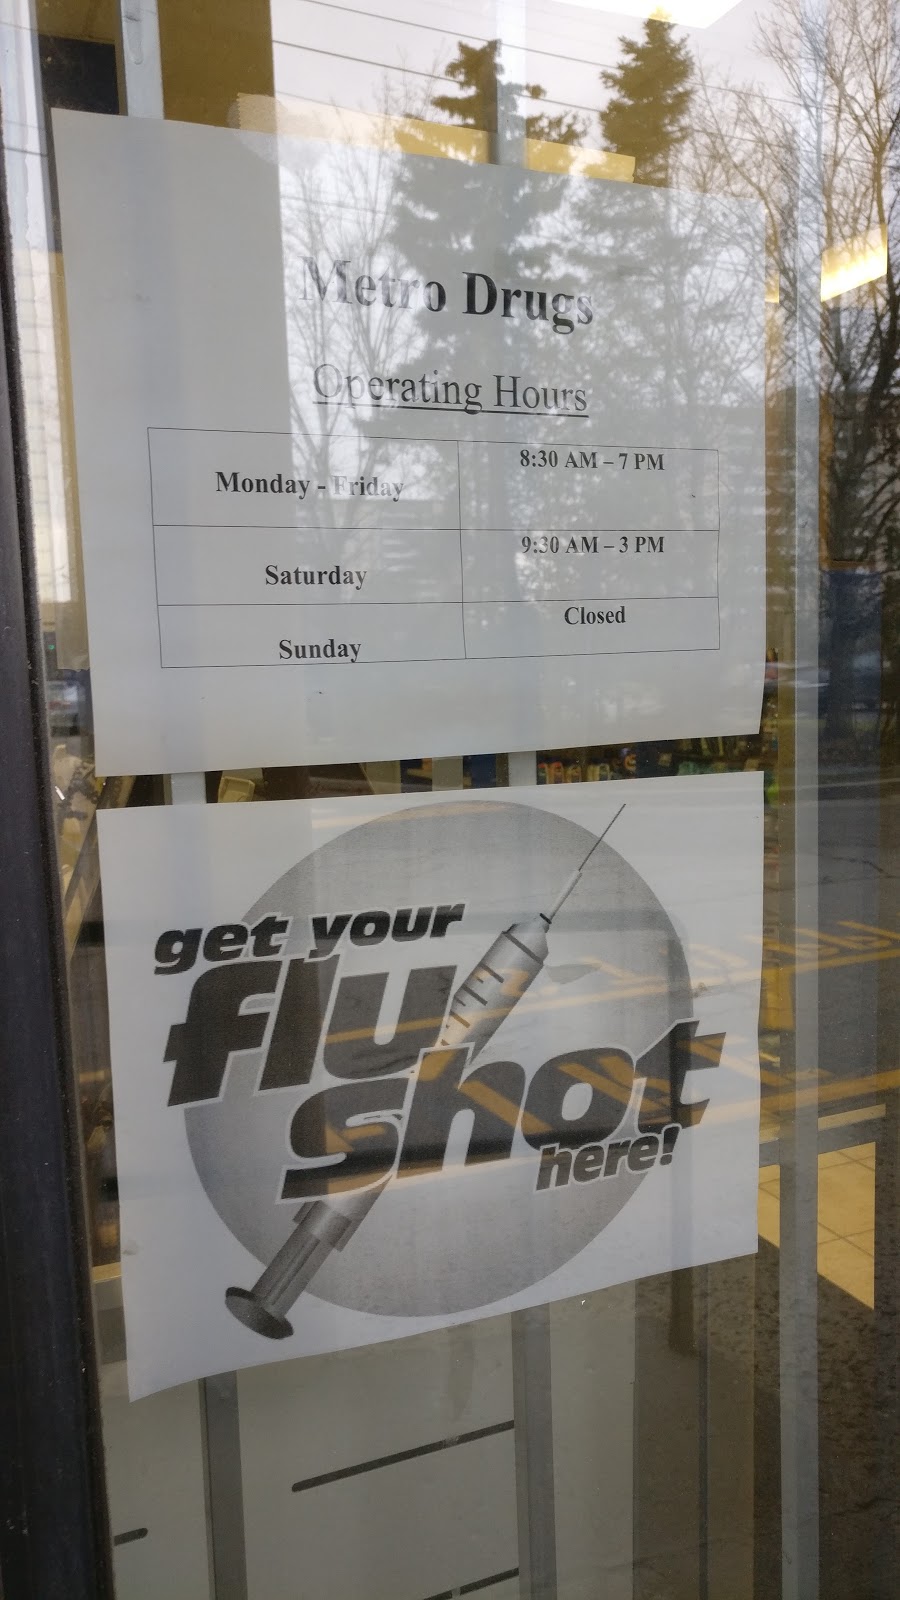 Metro Drugs
Operating Hours
Monday - Friday 8:30 AM – 7 PM
Saturday 9:30 AM – 3 PM
Sunday Closed
get your
flu
shot
here!